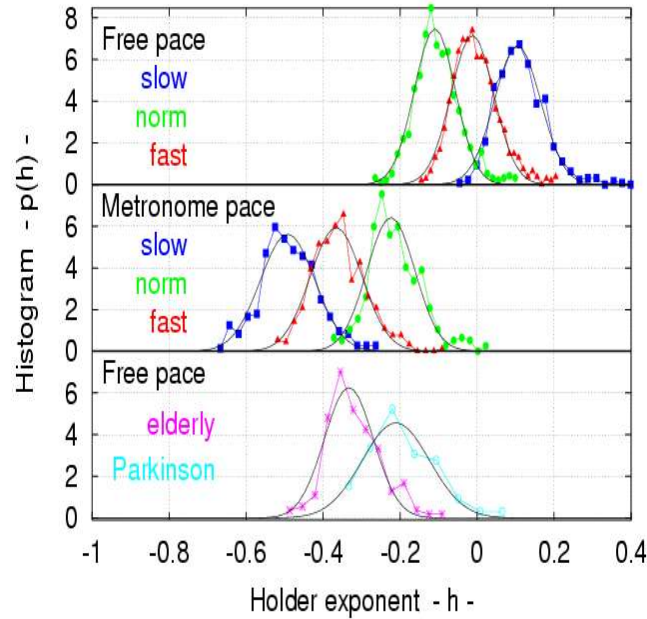 8
6
4
2
0
Free pace
slow
norm
fast
6
4
2
0
Metronome pace
slow
norm
fast
6
4
2
0
Free pace
elderly
Parkinson
Histogram - p(h) -
-1 -0.8 -0.6 -0.4 -0.2 0 0.2 0.4
Holder exponent - h -